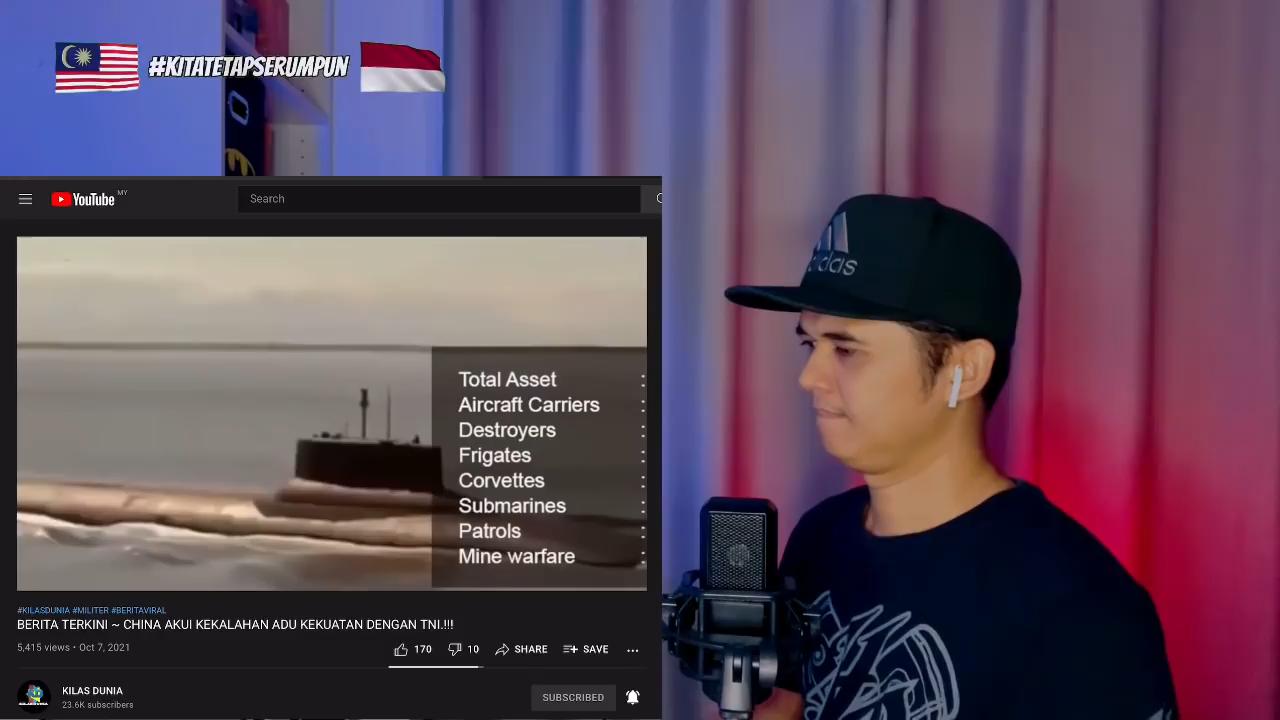 #KITATETAPSERUMPUN
YouTube MY
Search
adidas
Total Asset :
Aircraft Carriers :
Destroyers :
Frigates :
Corvettes :
Submarines :
Patrols :
Mine warfare :
#KILASDUNIA #MILITER #BERITAVIRAL
BERITA TERKINI ~ CHINA AKUI KEKALAHAN ADU KEKUATAN DENGAN TNI.!!!
5,415 views • Oct 7, 2021
170
10
SHARE
SAVE
KILAS DUNIA
23.6K subscribers
SUBSCRIBED